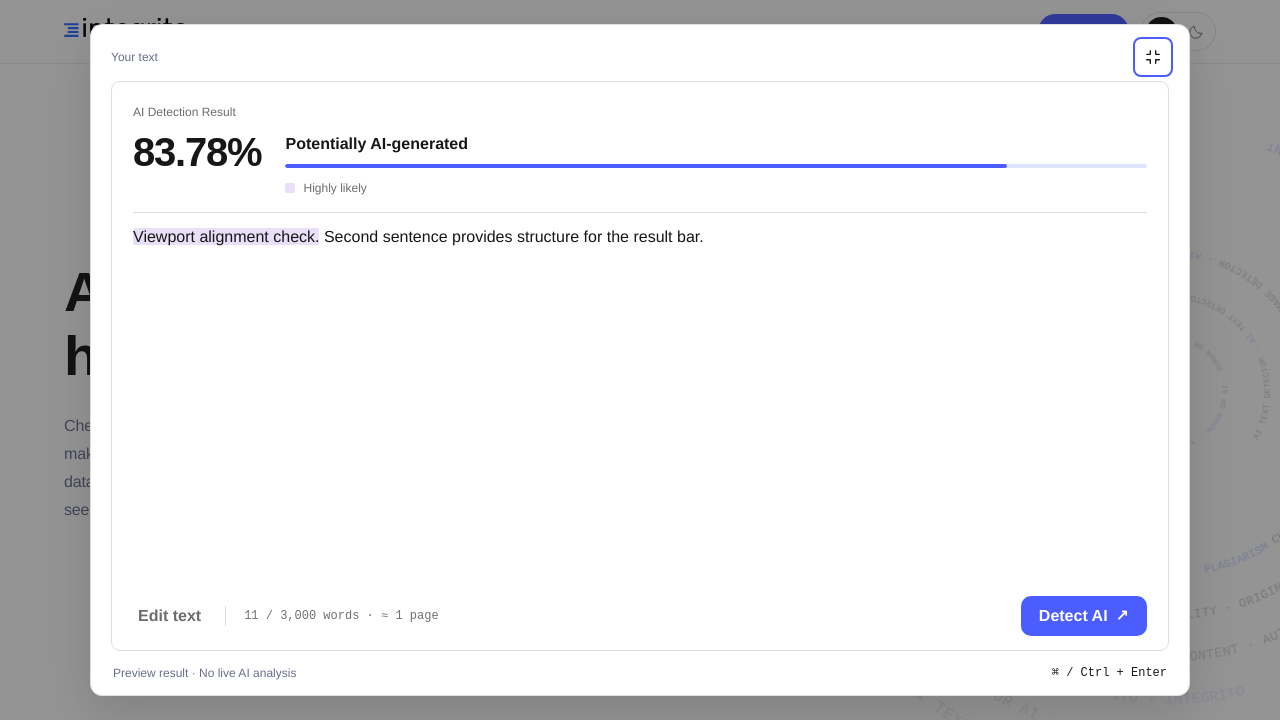 Your text
AI Detection Result
83.78%
Potentially AI-generated
Highly likely
Viewport alignment check. Second sentence provides structure for the result bar.
Edit text
11 / 3,000 words · ≈ 1 page
Detect AI ↗
Preview result · No live AI analysis
⌘ / Ctrl + Enter
INTEGRITO